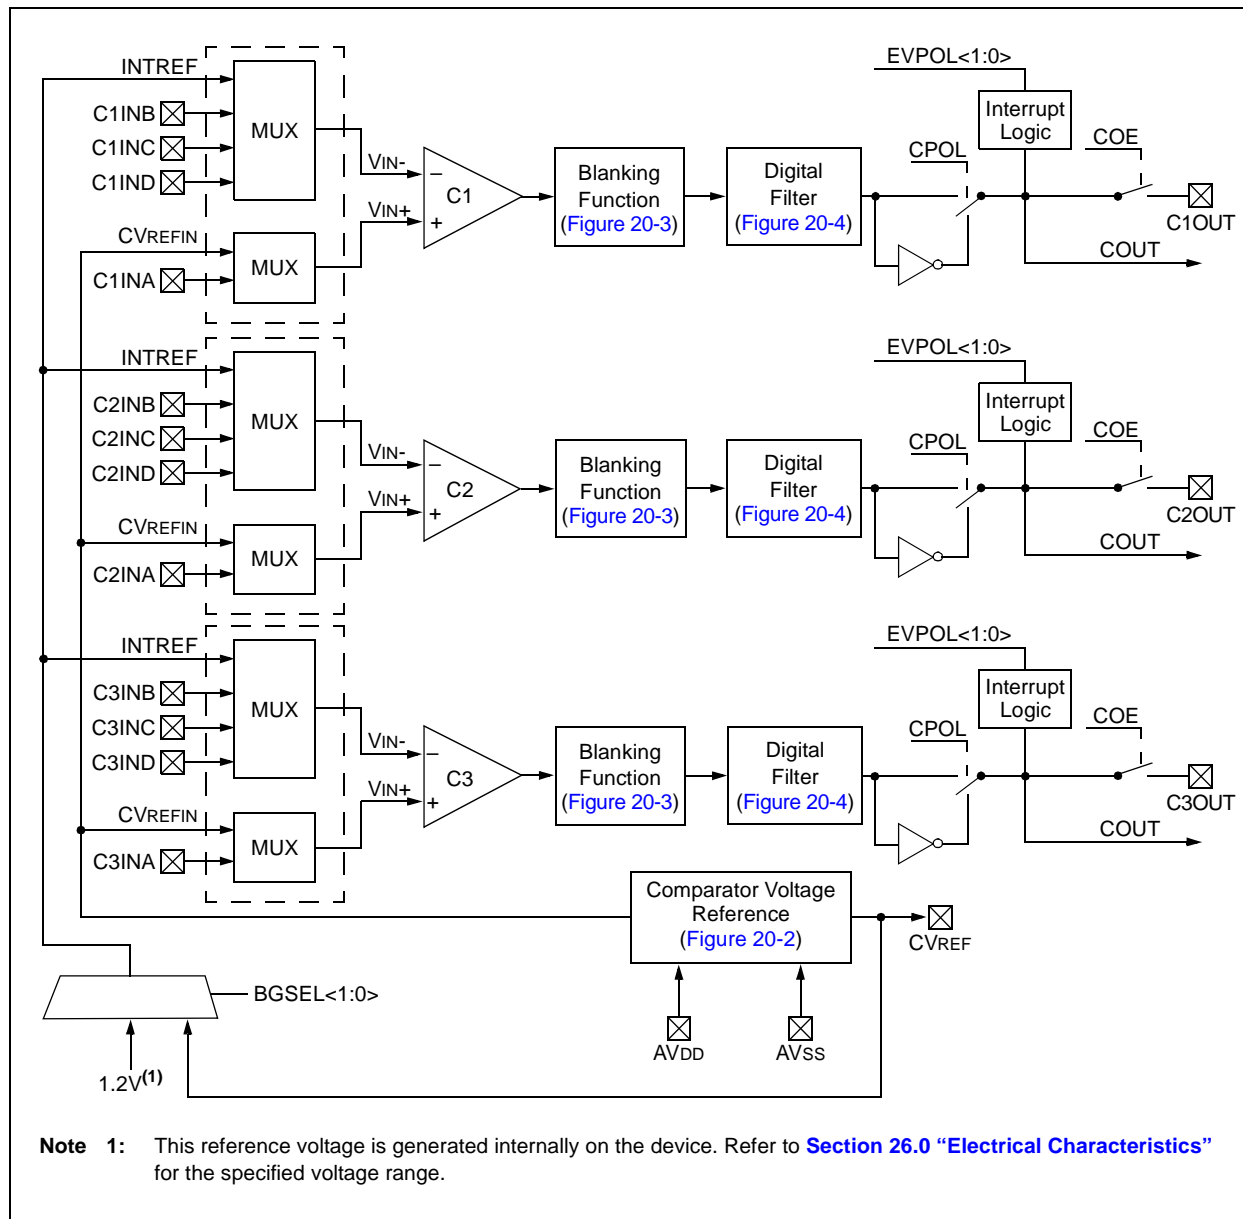 EVPOL<1:0>
INTREF
C1INB
C1INC
C1IND
MUX
VIN-
VIN+
−
+
C1
Blanking
Function
(Figure 20-3)
Digital
Filter
(Figure 20-4)
CPOL
Interrupt
Logic
COE
C1OUT
COUT
CVREFIN
C1INA
MUX
INTREF
C2INB
C2INC
C2IND
MUX
VIN-
VIN+
−
+
C2
Blanking
Function
(Figure 20-3)
Digital
Filter
(Figure 20-4)
EVPOL<1:0>
CPOL
Interrupt
Logic
COE
C2OUT
COUT
CVREFIN
C2INA
MUX
INTREF
C3INB
C3INC
C3IND
MUX
VIN-
VIN+
−
+
C3
Blanking
Function
(Figure 20-3)
Digital
Filter
(Figure 20-4)
EVPOL<1:0>
CPOL
Interrupt
Logic
COE
C3OUT
COUT
CVREFIN
C3INA
MUX
Comparator Voltage
Reference
(Figure 20-2)
CVREF
AVDD
AVSS
BGSEL<1:0>
1.2V(1)
Note 1: This reference voltage is generated internally on the device. Refer to Section 26.0 “Electrical Characteristics”
for the specified voltage range.